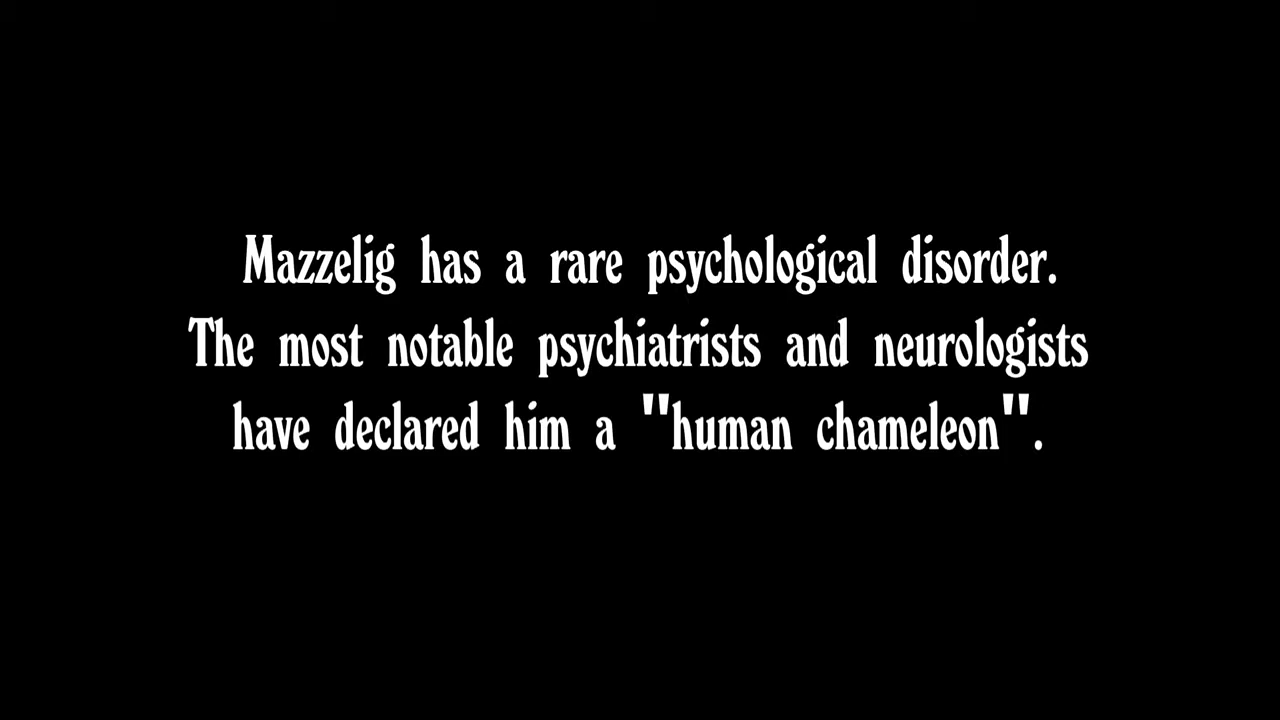 Mazzelig has a rare psychological disorder.
The most notable psychiatrists and neurologists
have declared him a "human chameleon".